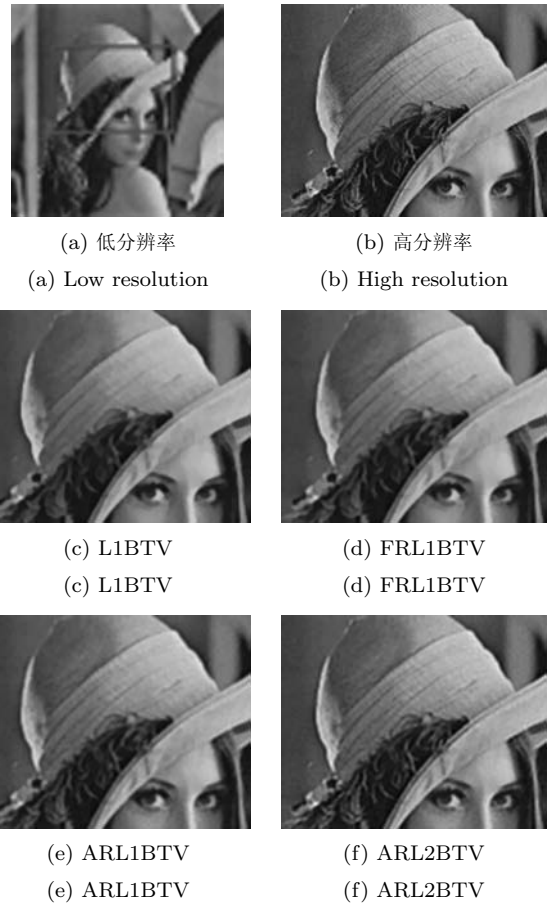 (a) 低分辨率
(b) 高分辨率
(a) Low resolution
(b) High resolution
(c) L1BTV
(d) FRL1BTV
(c) L1BTV
(d) FRL1BTV
(e) ARL1BTV
(f) ARL2BTV
(e) ARL1BTV
(f) ARL2BTV